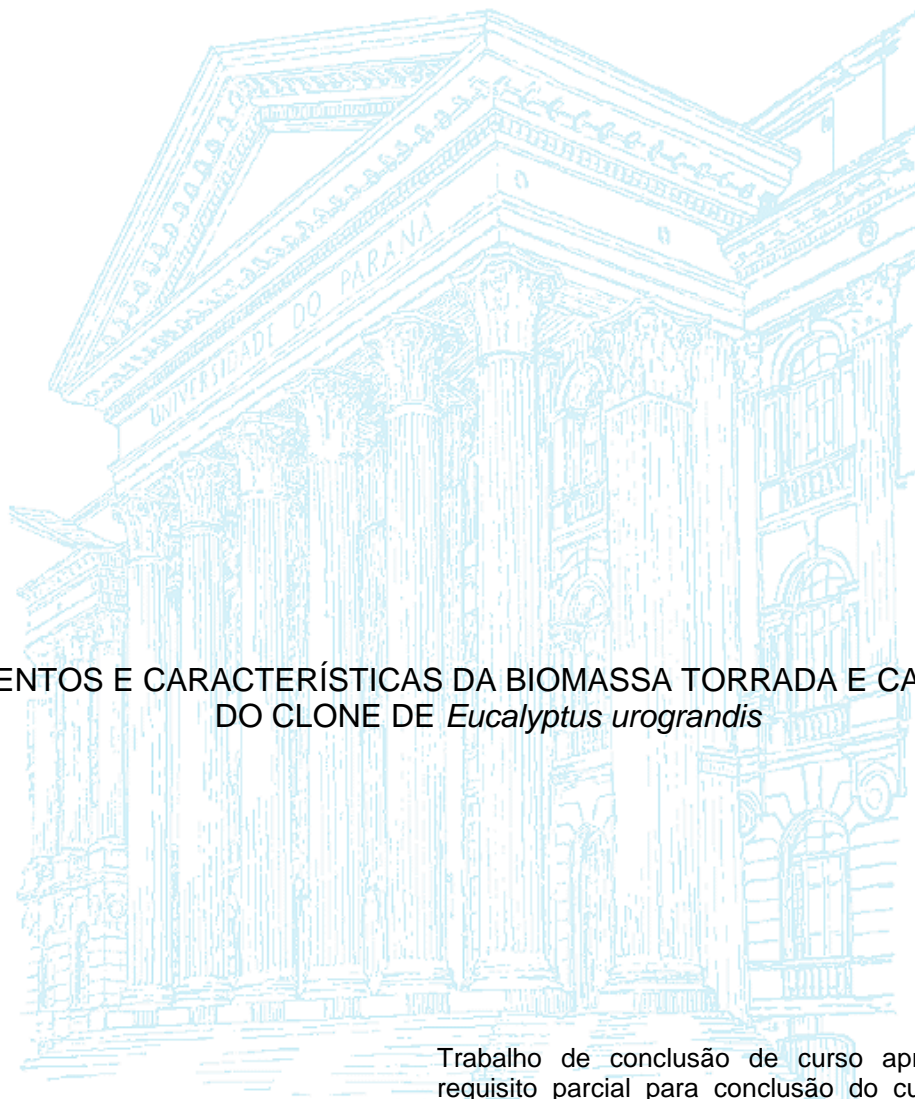 UNIVERSIDADE DO PARANÁ
ENTOS E CARACTERÍSTICAS DA BIOMASSA TORRADA E CA
DO CLONE DE Eucalyptus urograndis
Trabalho de conclusão de curso apr
requisito parcial para conclusão do cu